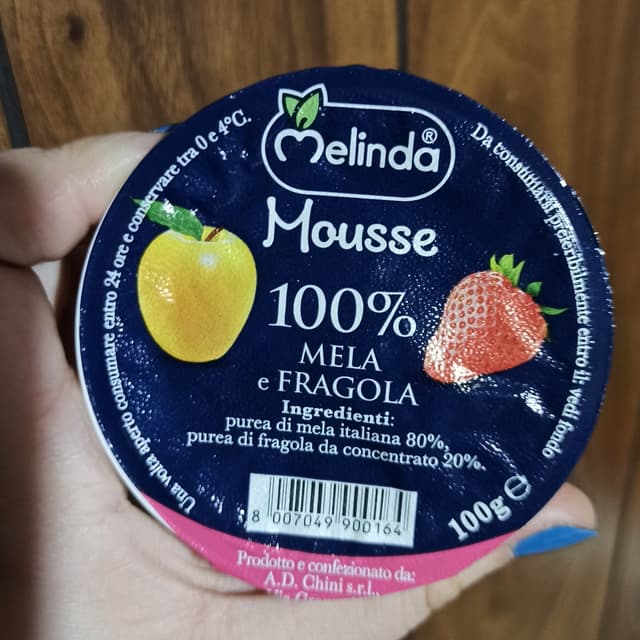 Melinda®
Mousse
100%
MELA
e FRAGOLA
Ingredienti:
purea di mela italiana 80%,
purea di fragola da concentrato 20%.
8 007049 900164
100g ℮
Prodotto e confezionato da:
A.D. Chini s.r.l.,
Una volta aperto consumare entro 24 ore e conservare tra 0 e 4°C.
Da consumarsi preferibilmente entro il: vedi fondo